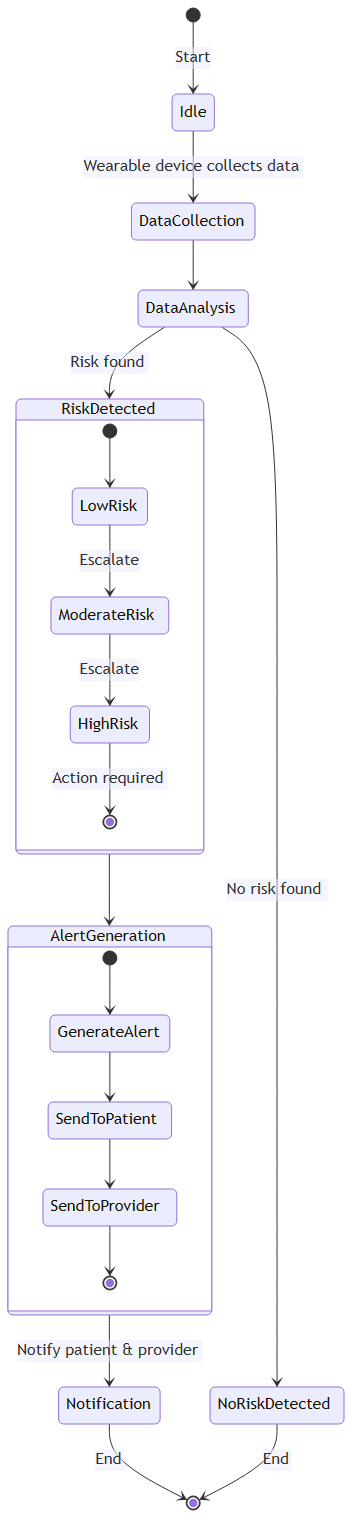 Start
Idle
Wearable device collects data
DataCollection
DataAnalysis
Risk found
RiskDetected
LowRisk
Escalate
ModerateRisk
Escalate
HighRisk
Action required
No risk found
AlertGeneration
GenerateAlert
SendToPatient
SendToProvider
Notify patient & provider
Notification
NoRiskDetected
End
End